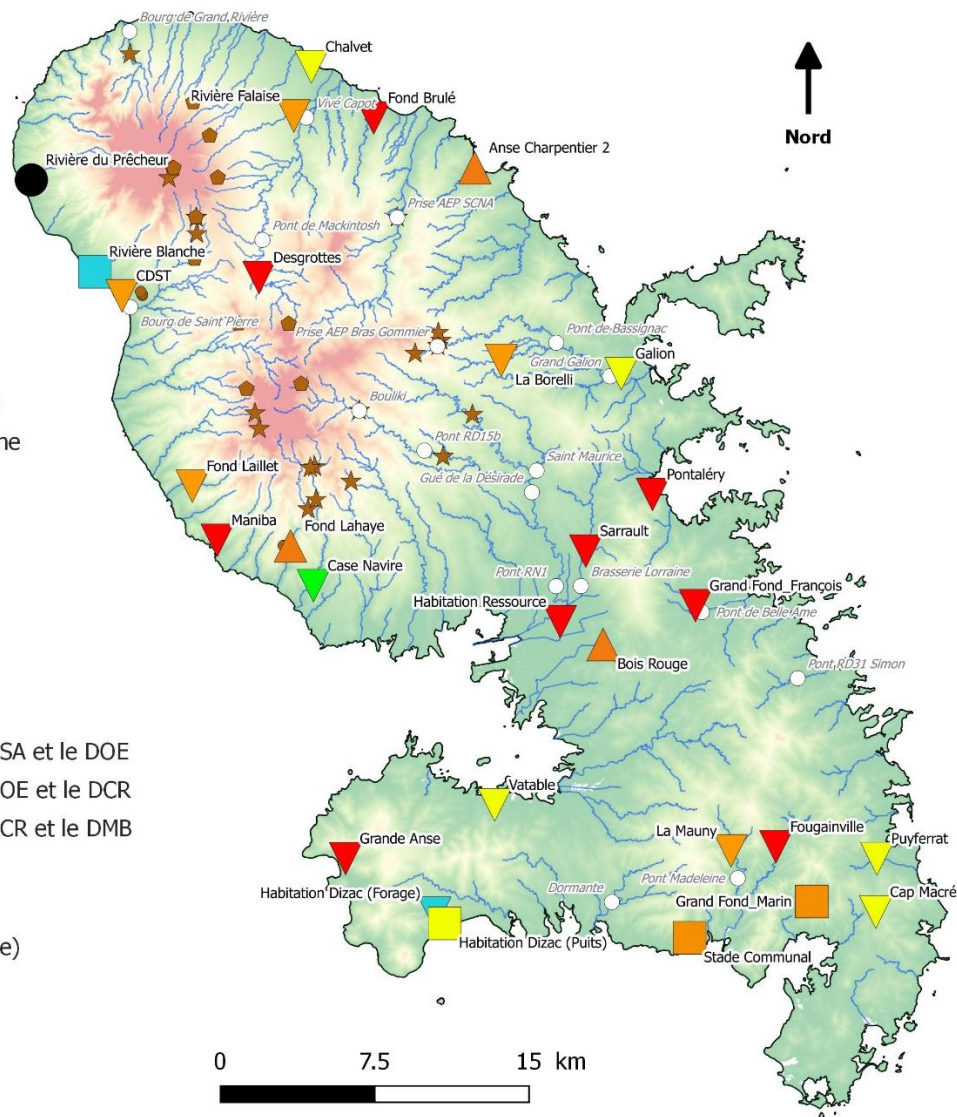 Bourg de Grand Rivière
Chalvet
Rivière Falaise
Vivé Capot
Fond Brulé
Nord
Anse Charpentier 2
Rivière du Prêcheur
Prise AEP SCNA
Pont de Mackintosh
Rivière Blanche
Desgrottes
CDST
Bourg de Saint Pierre
Prise AEP Bras Gommier
Pont de Bassignac
Grand Galion
Galion
La Borelli
Bouliki
ne
Pont RD15b
Saint Maurice
Fond Laillet
Gué de la Désirade
Pontaléry
Maniba
Fond Lahaye
Sarrault
Case Navire
Pont RN1
Brasserie Lorraine
Grand Fond_François
Habitation Ressource
Pont de Belle Ame
Bois Rouge
Pont RD31 Simon
SA et le DOE
OE et le DCR
CR et le DMB
Vatable
La Mauny
Fougainville
Puyferrat
Grande Anse
Pont Madeleine
Habitation Dizac (Forage)
Dormante
Grand Fond_Marin
Cap Macré
e)
Habitation Dizac (Puits)
Stade Communal
0 7.5 15 km